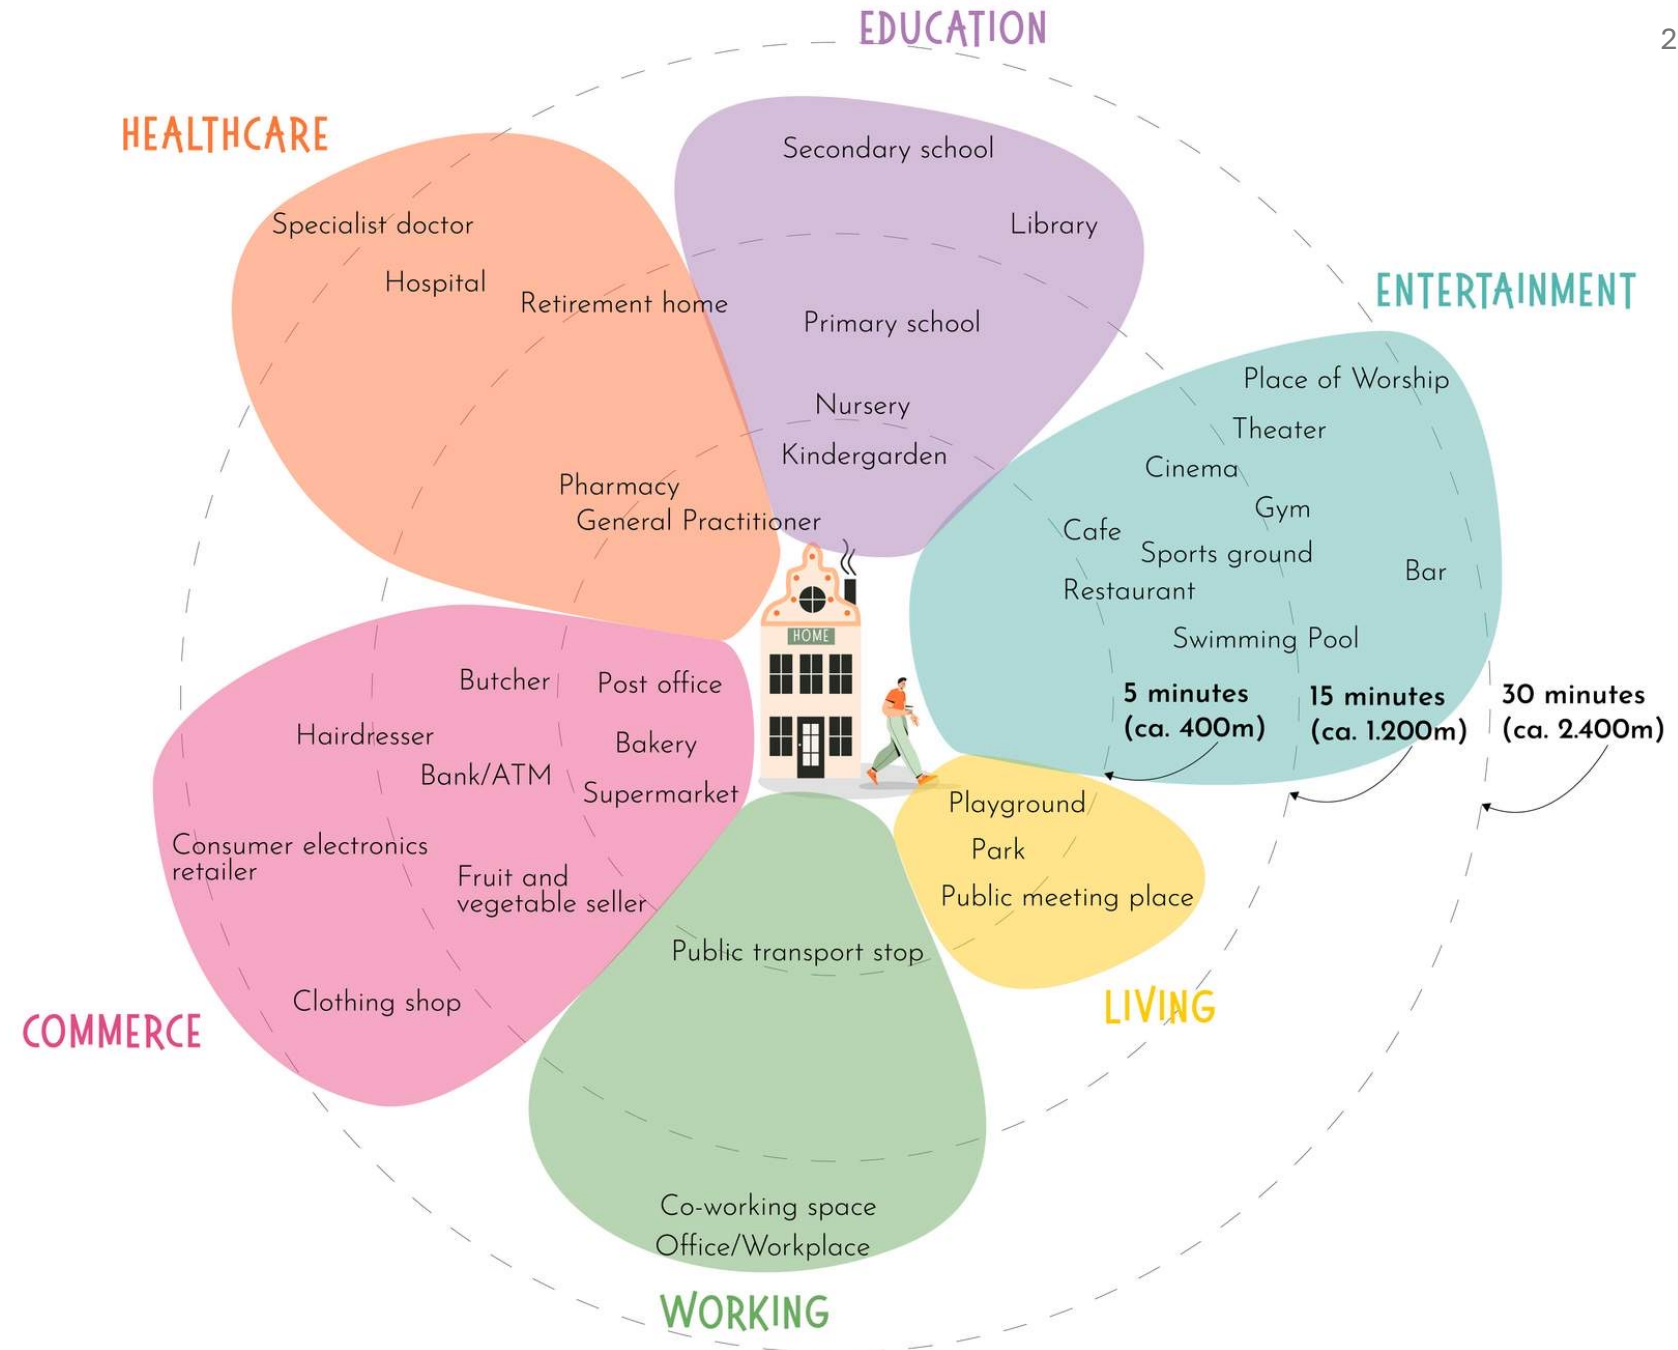 EDUCATION
2
HEALTHCARE
Secondary school
Library
Primary school
Nursery
Kindergarden
Specialist doctor
Hospital
Retirement home
Pharmacy
General Practitioner
ENTERTAINMENT
Place of Worship
Theater
Cinema
Gym
Cafe
Sports ground
Bar
Restaurant
Swimming Pool
5 minutes
(ca. 400m)
15 minutes
(ca. 1.200m)
30 minutes
(ca. 2.400m)
HOME
Butcher
Post office
Hairdresser
Bakery
Bank/ATM
Supermarket
Consumer electronics
retailer
Fruit and
vegetable seller
Clothing shop
COMMERCE
Playground
Park
Public meeting place
LIVING
Public transport stop
Co-working space
Office/Workplace
WORKING